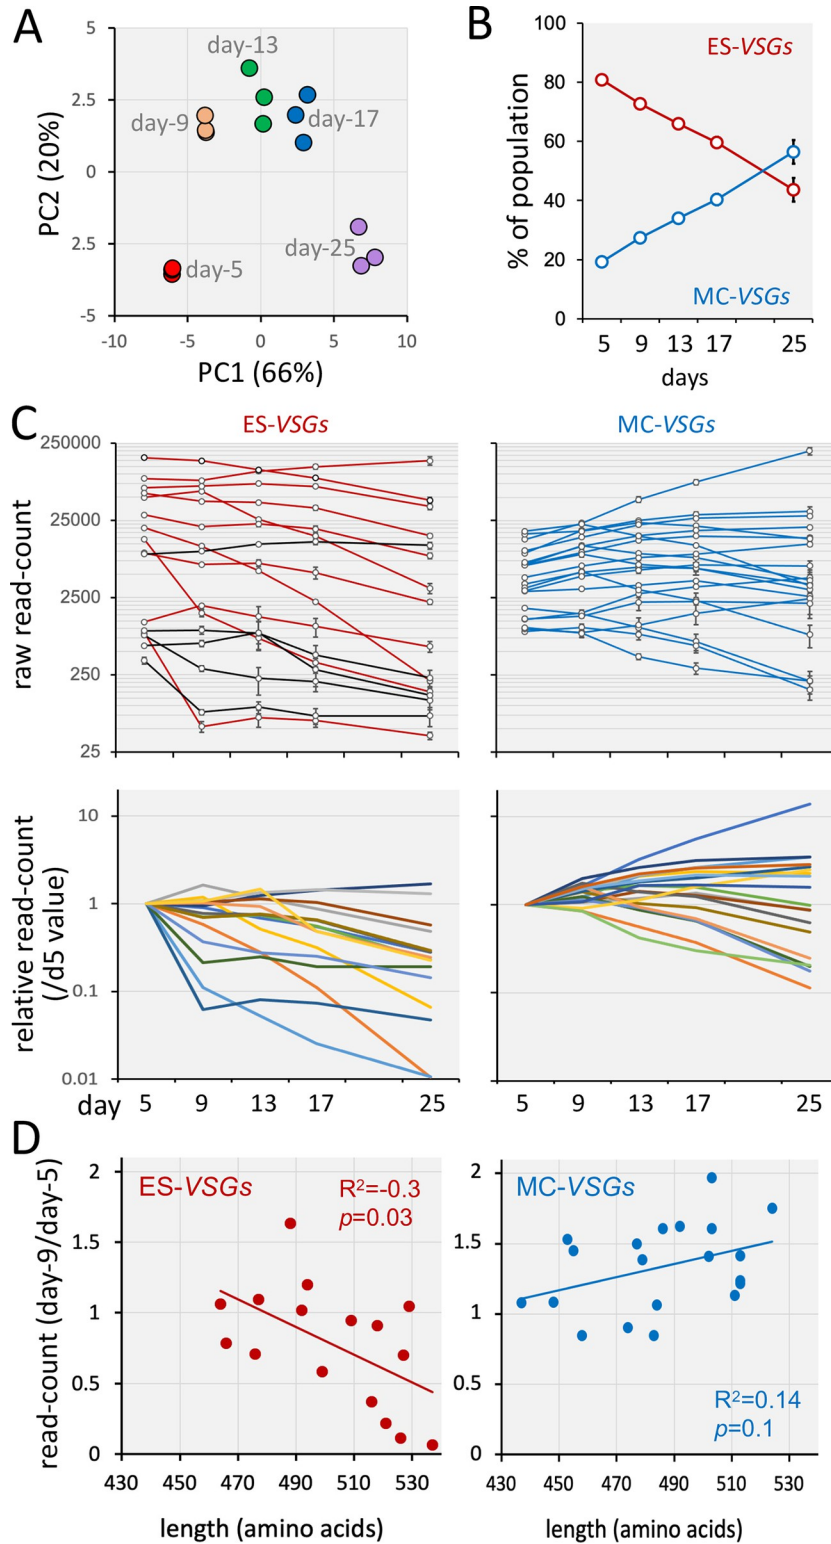 A
5
2.5
0
2.5
-5
-10
-5
0
5
10
PC2 (20%)
PC1 (66%)
day-13
day-9
day-17
day-25
day-5
B
100
80
60
40
20
0
% of population
ES-VSGs
MC-VSGs
5 9 13 17 25
days
C
ES-VSGs
MC-VSGs
250000
25000
2500
250
25
raw read-count
10
1
0.1
0.01
relative read-count
(/d5 value)
day 5 9 13 17 25
5 9 13 17 25
D
2
1.5
1
0.5
0
read-count (day-9/day-5)
ES-VSGs
R²=-0.3
p=0.03
430 450 470 490 510 530
length (amino acids)
2
1.5
1
0.5
0
MC-VSGs
R²=0.14
p=0.1
430 450 470 490 510 530
length (amino acids)